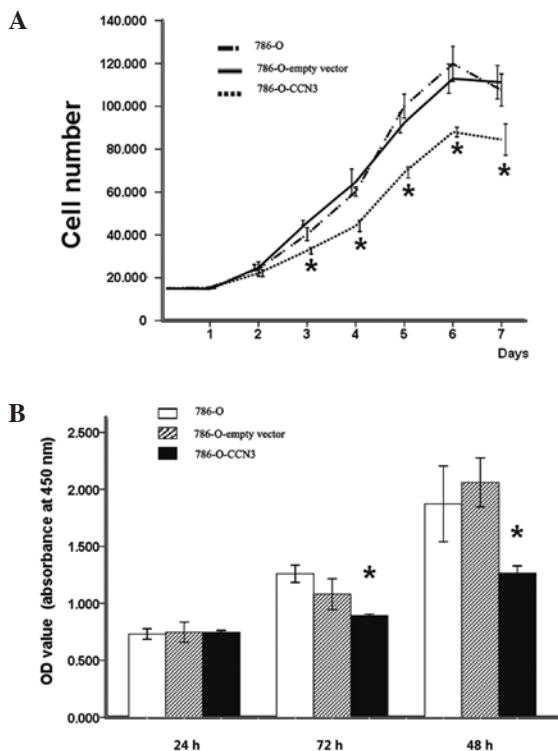 A
786-O
786-O-empty vector
786-O-CCN3
Cell number
140.000
120.000
100.000
80.000
60.000
40.000
20.000
0
*
*
*
*
*
1
2
3
4
5
6
7
Days
B
786-O
786-O-empty vector
786-O-CCN3
OD value (absorbance at 450 nm)
2.500
2.000
1.500
1.000
0.500
0.000
*
*
24 h
72 h
48 h